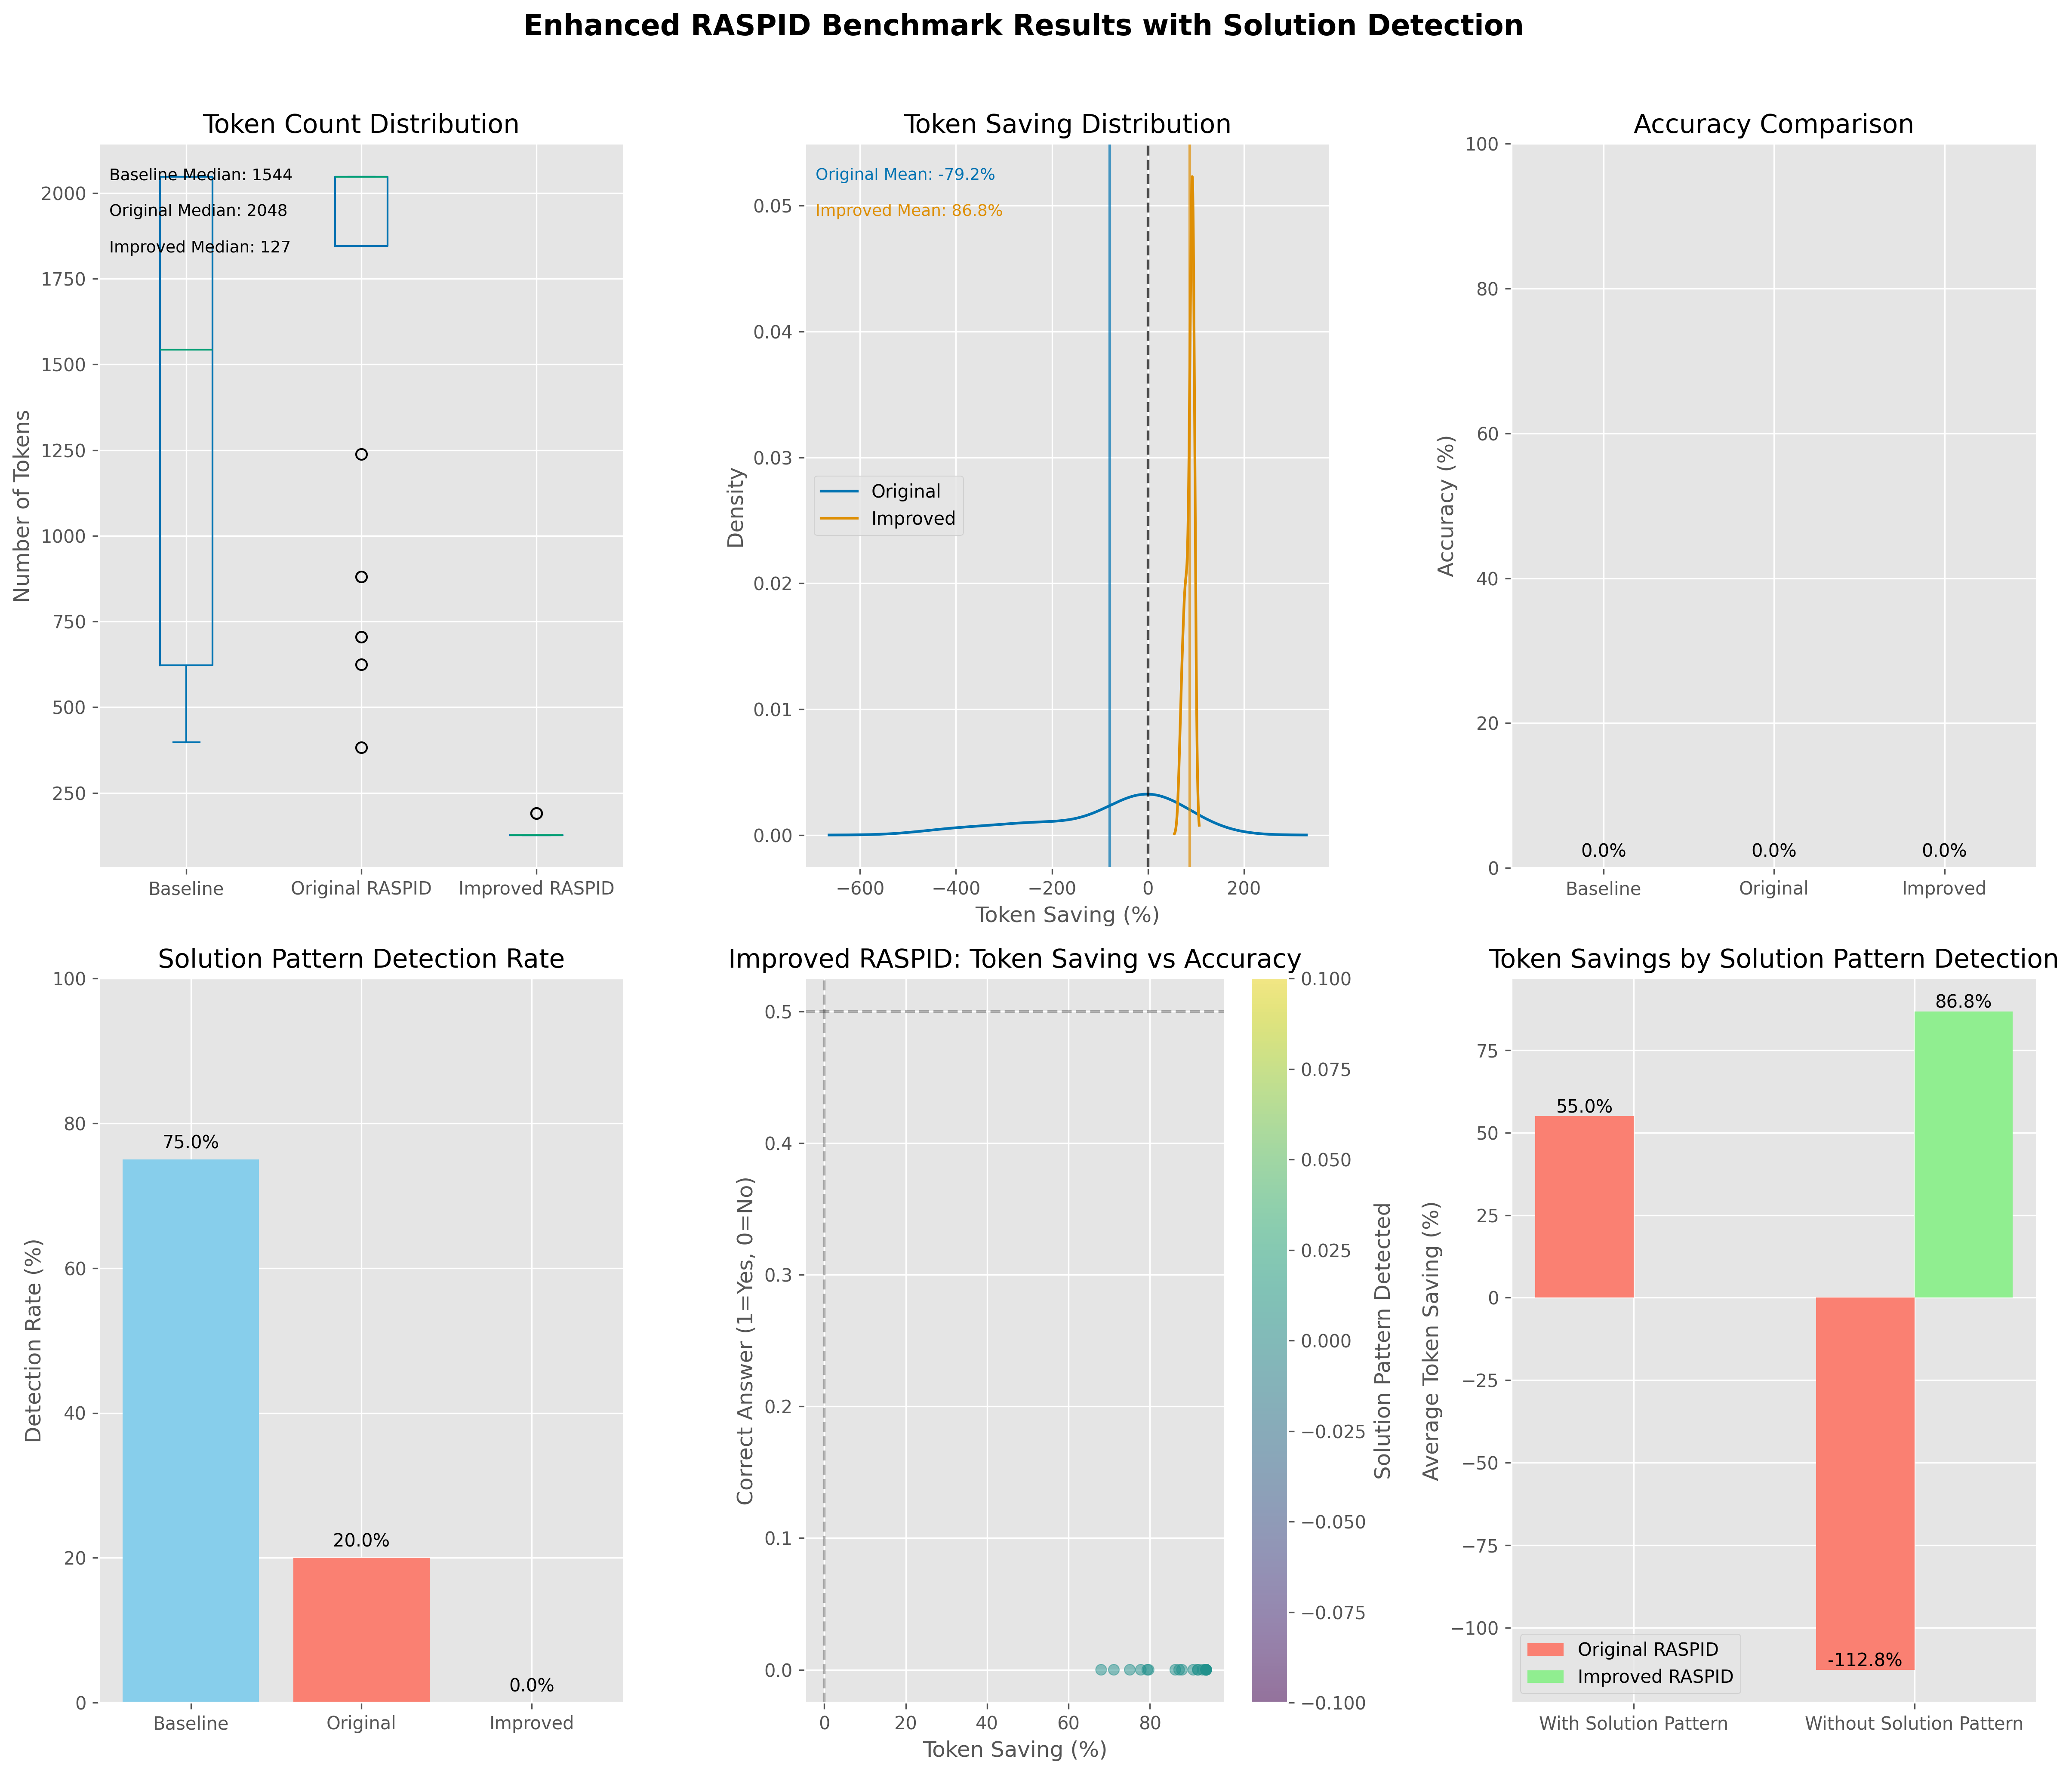 Enhanced RASPID Benchmark Results with Solution Detection
Token Count Distribution
Number of Tokens
2000
1750
1500
1250
1000
750
500
250
Baseline Median: 1544
Original Median: 2048
Improved Median: 127
Baseline
Original RASPID
Improved RASPID
Token Saving Distribution
Density
0.05
0.04
0.03
0.02
0.01
0.00
Original Mean: -79.2%
Improved Mean: 86.8%
Original
Improved
−600
−400
−200
0
200
Token Saving (%)
Accuracy Comparison
Accuracy (%)
100
80
60
40
20
0
0.0%
0.0%
0.0%
Baseline
Original
Improved
Solution Pattern Detection Rate
Detection Rate (%)
100
80
60
40
20
0
75.0%
20.0%
0.0%
Baseline
Original
Improved
Improved RASPID: Token Saving vs Accuracy
Correct Answer (1=Yes, 0=No)
0.5
0.4
0.3
0.2
0.1
0.0
0
20
40
60
80
Token Saving (%)
0.100
0.075
0.050
0.025
0.000
−0.025
−0.050
−0.075
−0.100
Solution Pattern Detected
Token Savings by Solution Pattern Detection
Average Token Saving (%)
75
50
25
0
−25
−50
−75
−100
55.0%
86.8%
-112.8%
Original RASPID
Improved RASPID
With Solution Pattern
Without Solution Pattern